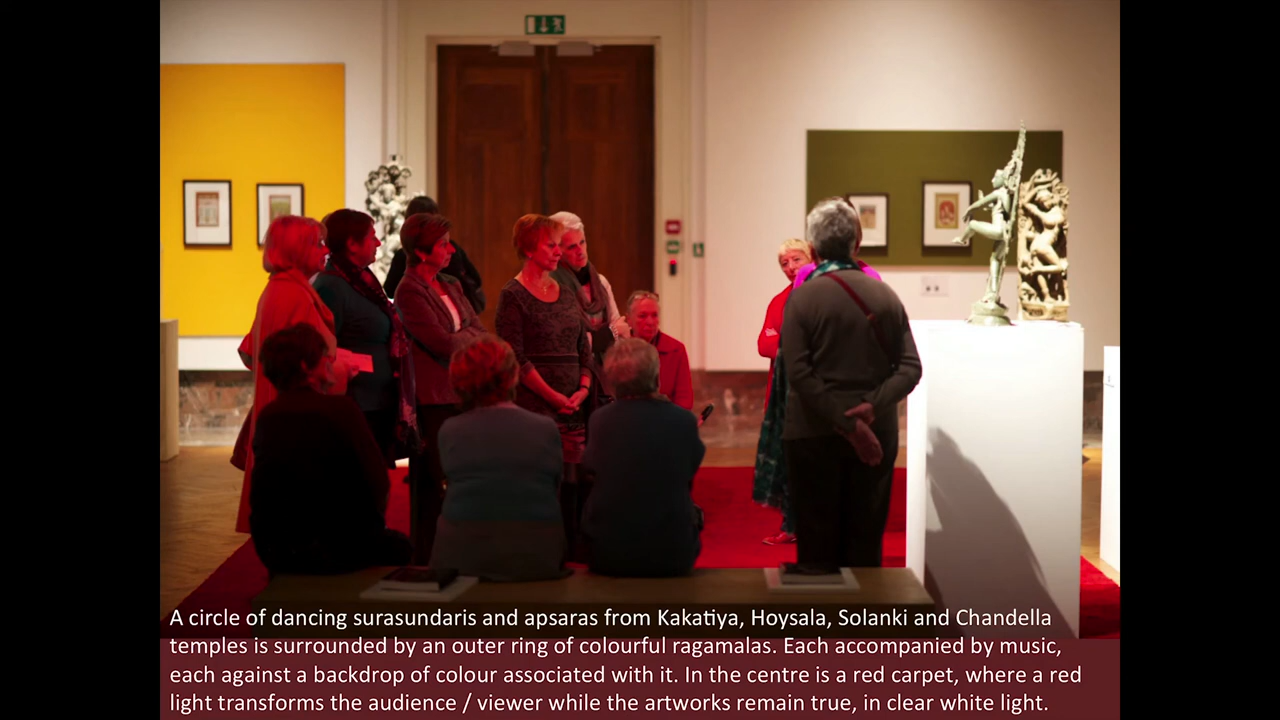 A circle of dancing surasundaris and apsaras from Kakatiya, Hoysala, Solanki and Chandella
temples is surrounded by an outer ring of colourful ragamalas. Each accompanied by music,
each against a backdrop of colour associated with it. In the centre is a red carpet, where a red
light transforms the audience / viewer while the artworks remain true, in clear white light.